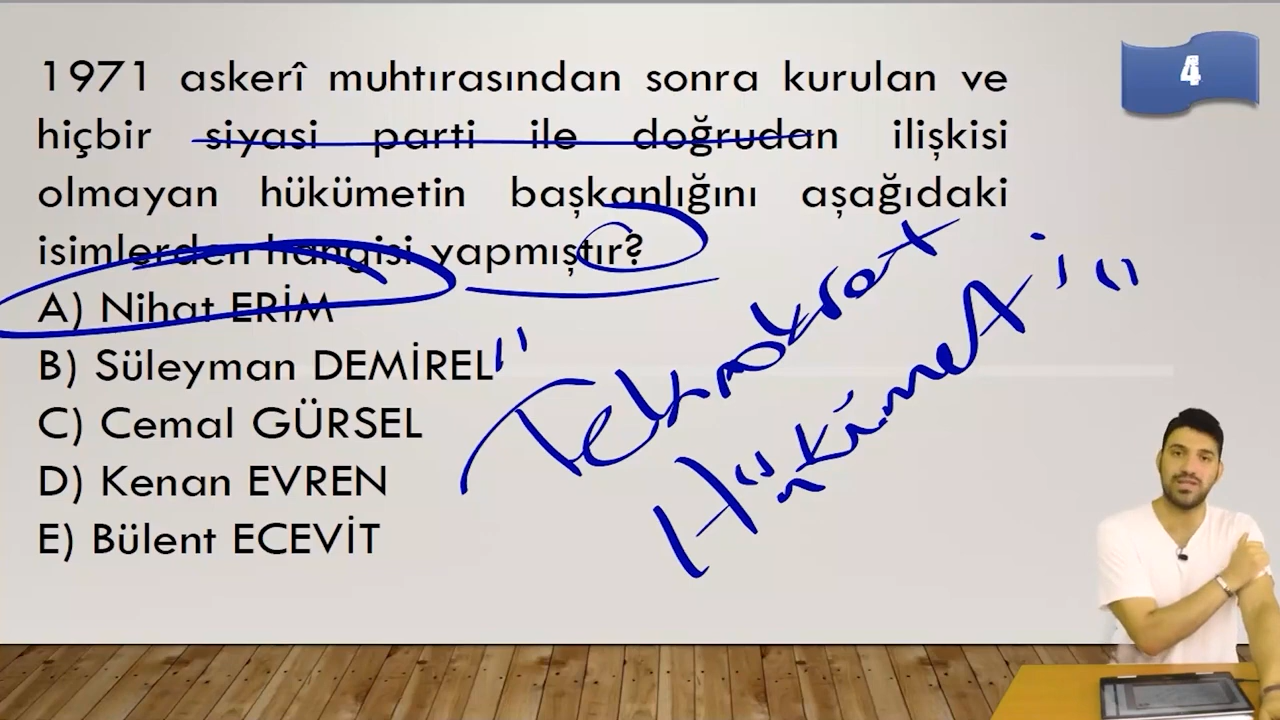 4
1971 askerî muhtırasından sonra kurulan ve
hiçbir siyasi parti ile doğrudan ilişkisi
olmayan hükümetin başkanlığını aşağıdaki
isimlerden hangisi yapmıştır?
A) Nihat ERİM
B) Süleyman DEMİREL
C) Cemal GÜRSEL
D) Kenan EVREN
E) Bülent ECEVİT
"Teknokrat
Hükümeti"